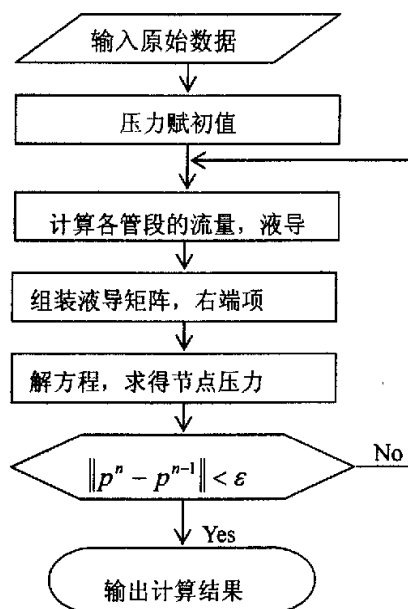 输入原始数据
压力赋初值
计算各管段的流量，液导
组装液导矩阵，右端项
解方程，求得节点压力
‖pⁿ − pⁿ⁻¹‖ < ε
No
Yes
输出计算结果